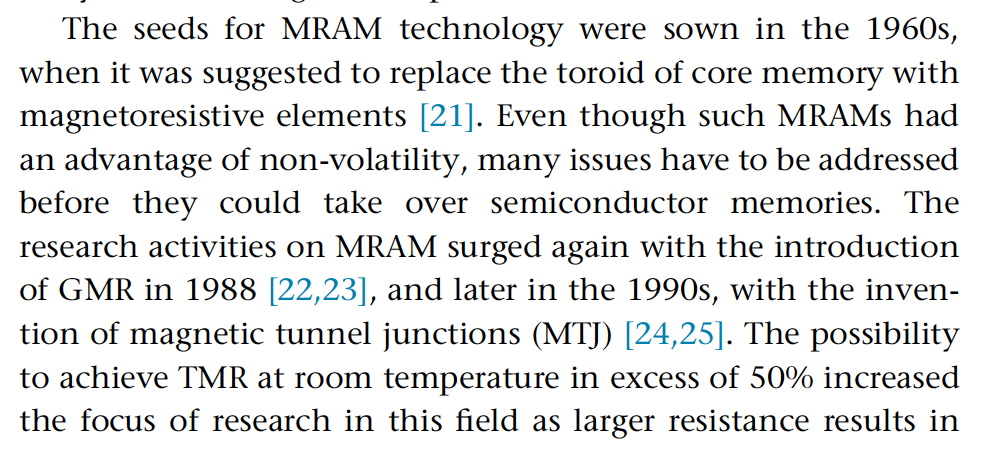 The seeds for MRAM technology were sown in the 1960s,
when it was suggested to replace the toroid of core memory with
magnetoresistive elements [21]. Even though such MRAMs had
an advantage of non-volatility, many issues have to be addressed
before they could take over semiconductor memories. The
research activities on MRAM surged again with the introduction
of GMR in 1988 [22,23], and later in the 1990s, with the inven-
tion of magnetic tunnel junctions (MTJ) [24,25]. The possibility
to achieve TMR at room temperature in excess of 50% increased
the focus of research in this field as larger resistance results in